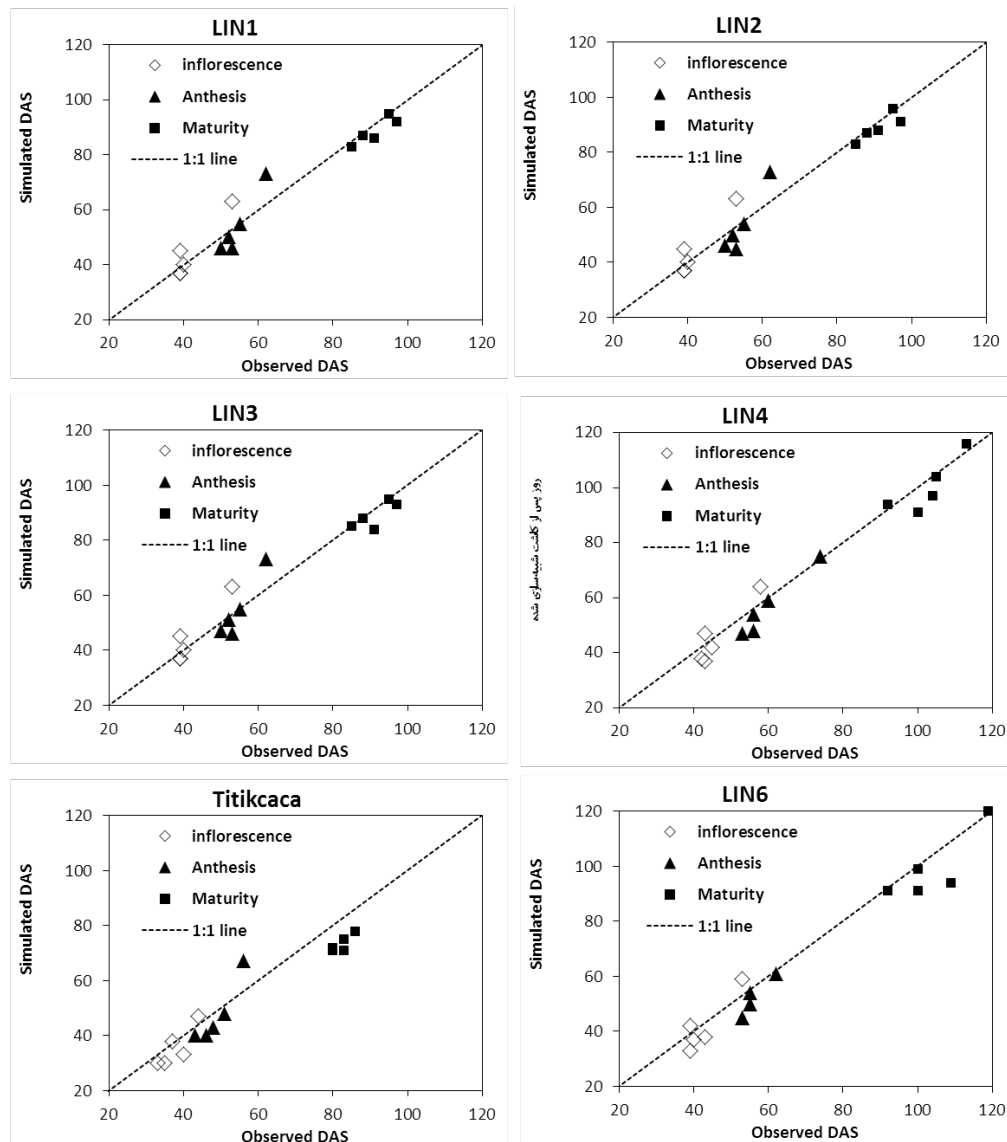 LIN1
Simulated DAS
120
100
80
60
40
20
inflorescence
Anthesis
Maturity
1:1 line
20 40 60 80 100 120
Observed DAS
LIN2
Simulated DAS
120
100
80
60
40
20
inflorescence
Anthesis
Maturity
1:1 line
20 40 60 80 100 120
Observed DAS
LIN3
Simulated DAS
120
100
80
60
40
20
inflorescence
Anthesis
Maturity
1:1 line
20 40 60 80 100 120
Observed DAS
LIN4
روز پس از کاشت شبیه‌سازی شده
120
100
80
60
40
20
inflorescence
Anthesis
Maturity
1:1 line
20 40 60 80 100 120
Observed DAS
Titikcaca
Simulated DAS
120
100
80
60
40
20
inflorescence
Anthesis
Maturity
1:1 line
20 40 60 80 100 120
Observed DAS
LIN6
Simulated DAS
120
100
80
60
40
20
inflorescence
Anthesis
Maturity
1:1 line
20 40 60 80 100 120
Observed DAS